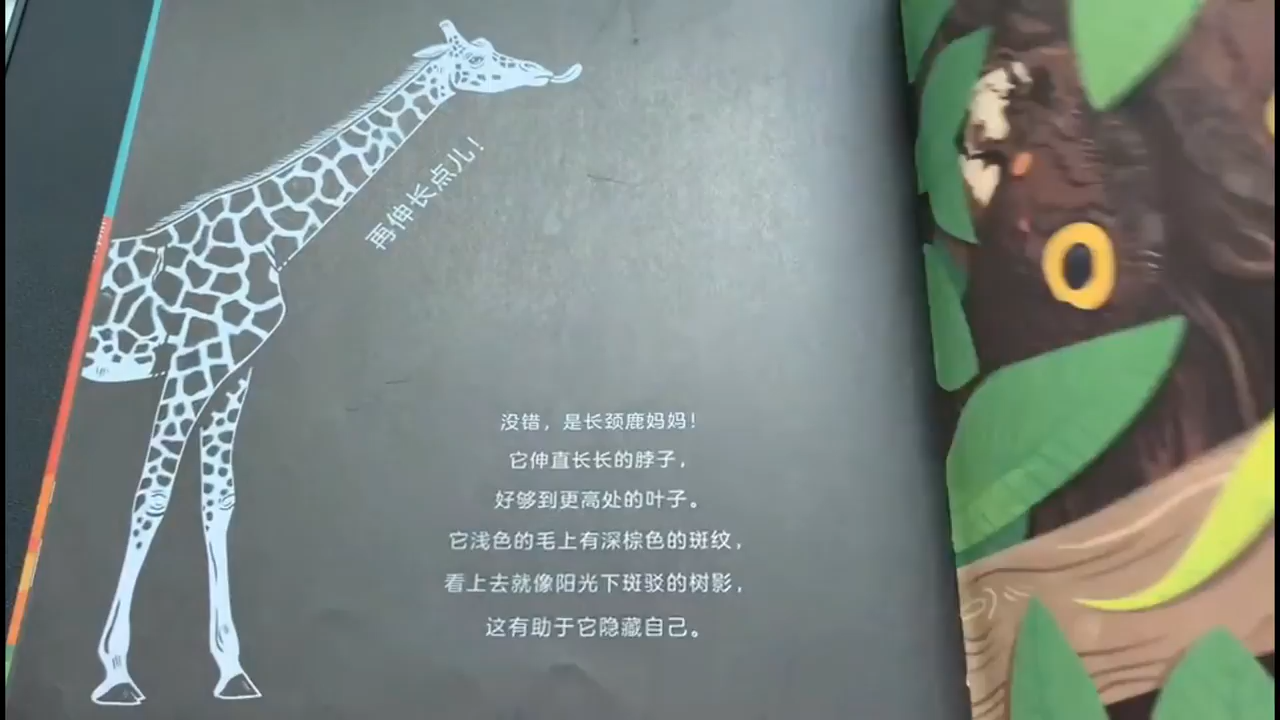 再伸长点儿！
没错，是长颈鹿妈妈！
它伸直长长的脖子，
好够到更高处的叶子。
它浅色的毛上有深棕色的斑纹，
看上去就像阳光下斑驳的树影，
这有助于它隐藏自己。